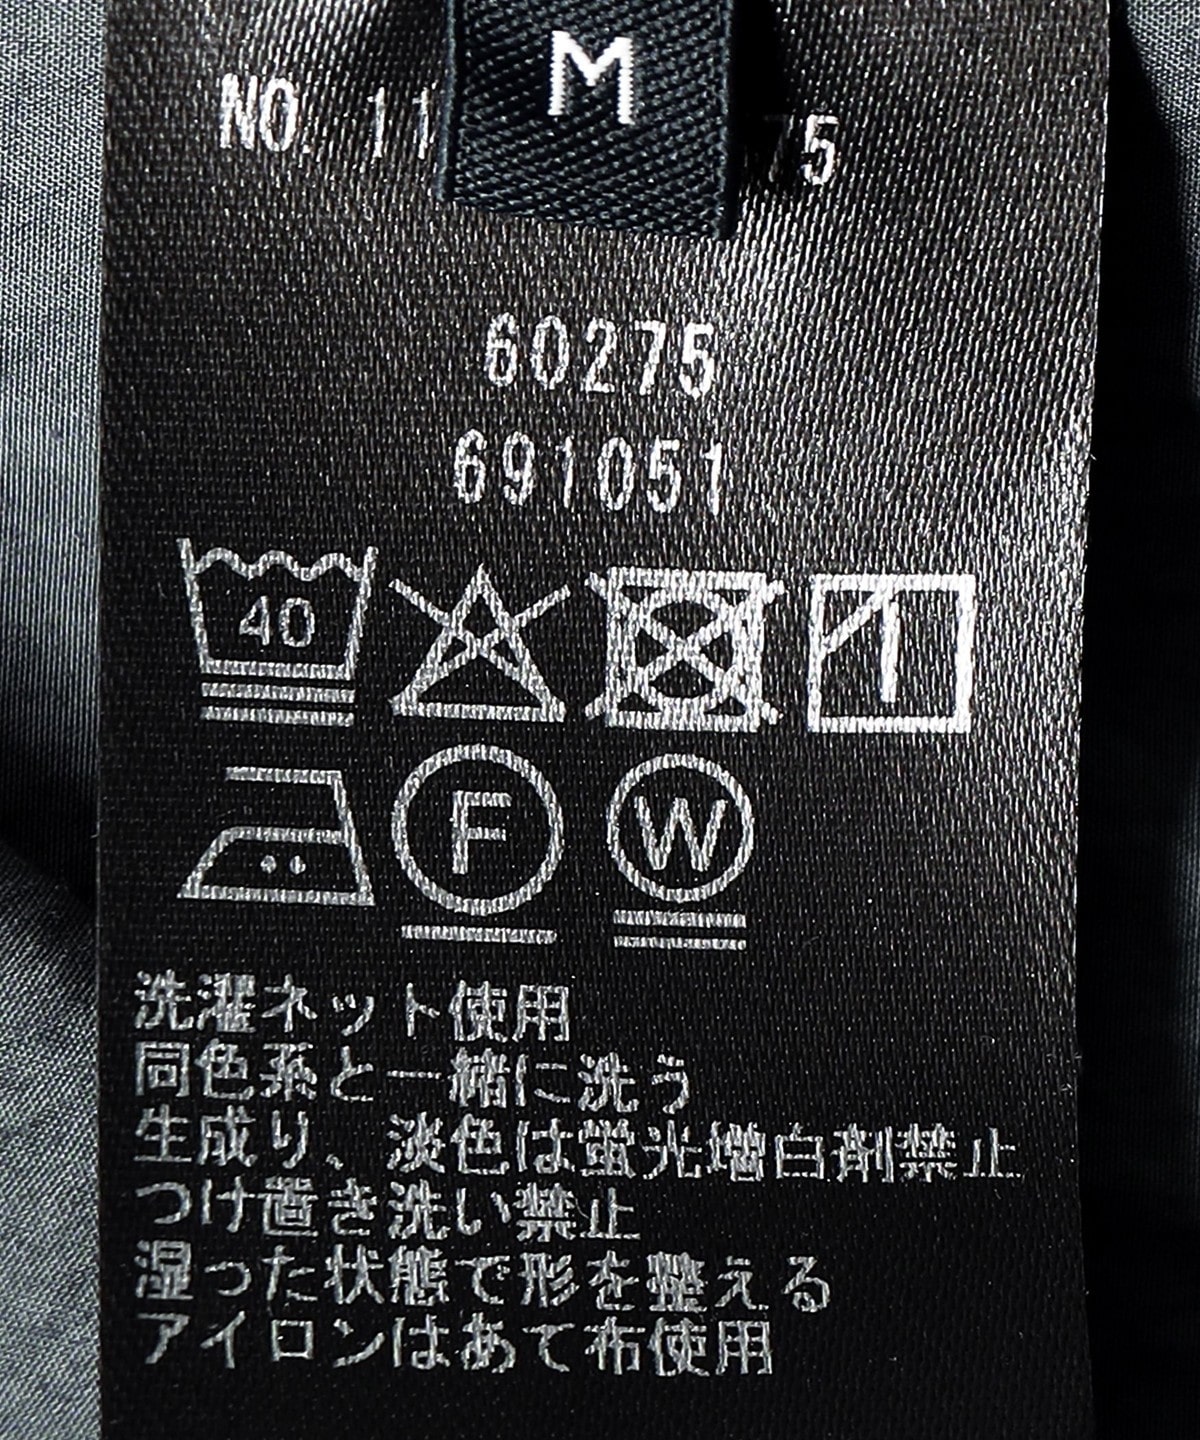 M
NO. 11 75
60275
691051
40
F
W
洗濯ネット使用
同色系と一緒に洗う
生成り、淡色は蛍光増白剤禁止
つけ置き洗い禁止
湿った状態で形を整える
アイロンはあて布使用